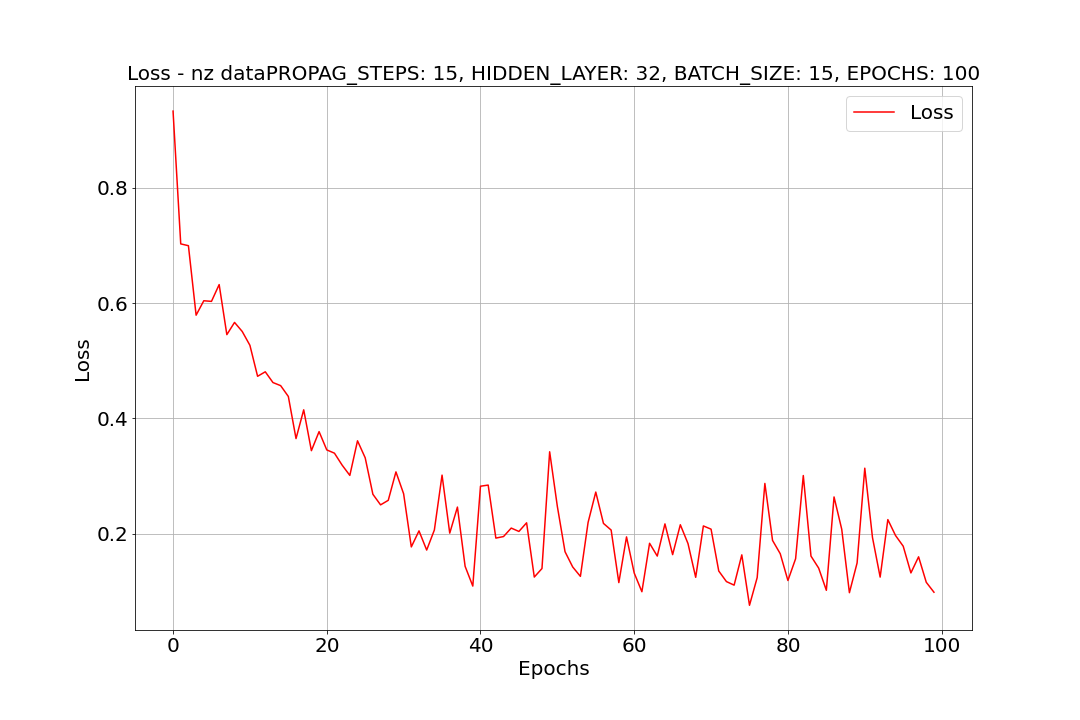 Loss - nz dataPROPAG_STEPS: 15, HIDDEN_LAYER: 32, BATCH_SIZE: 15, EPOCHS: 100
Loss
0.8
0.6
0.4
0.2
Loss
0 20 40 60 80 100
Epochs